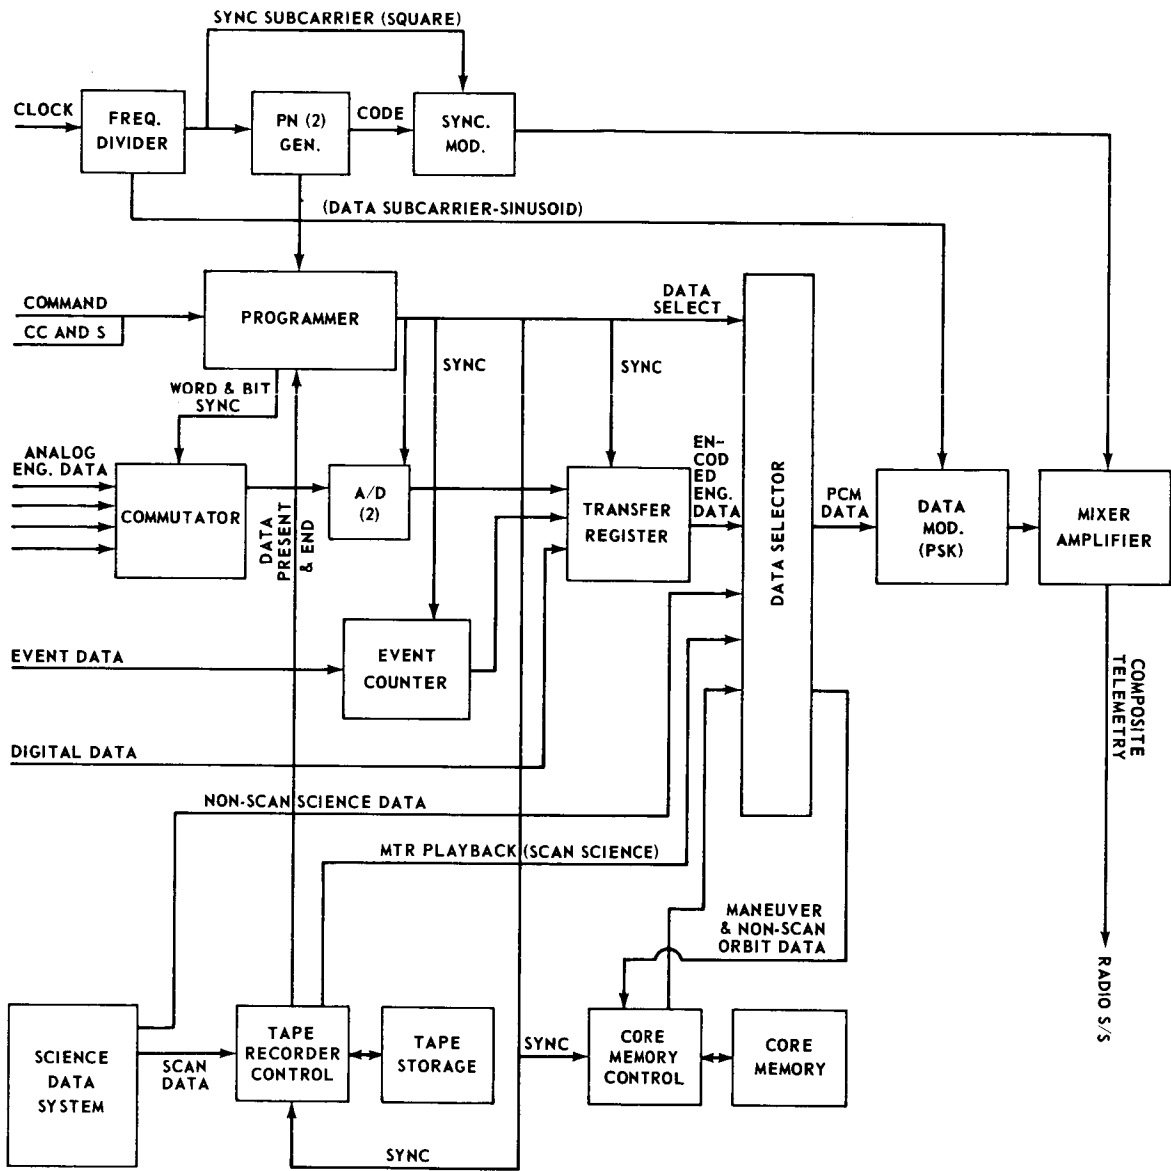 SYNC SUBCARRIER (SQUARE)
CLOCK
FREQ.
DIVIDER
PN (2)
GEN.
CODE
SYNC.
MOD.
(DATA SUBCARRIER-SINUSOID)
COMMAND
CC AND S
PROGRAMMER
DATA
SELECT
SYNC
SYNC
WORD & BIT
SYNC
ANALOG
ENG. DATA
COMMUTATOR
A/D
(2)
DATA
PRESENT
& END
TRANSFER
REGISTER
EN-
COD
ED
ENG.
DATA
DATA SELECTOR
PCM
DATA
DATA
MOD.
(PSK)
MIXER
AMPLIFIER
EVENT DATA
EVENT
COUNTER
DIGITAL DATA
COMPOSITE
TELEMETRY
NON-SCAN SCIENCE DATA
MTR PLAYBACK (SCAN SCIENCE)
MANEUVER
& NON-SCAN
ORBIT DATA
RADIO S/S
SCIENCE
DATA
SYSTEM
SCAN
DATA
TAPE
RECORDER
CONTROL
TAPE
STORAGE
SYNC
CORE
MEMORY
CONTROL
CORE
MEMORY
SYNC